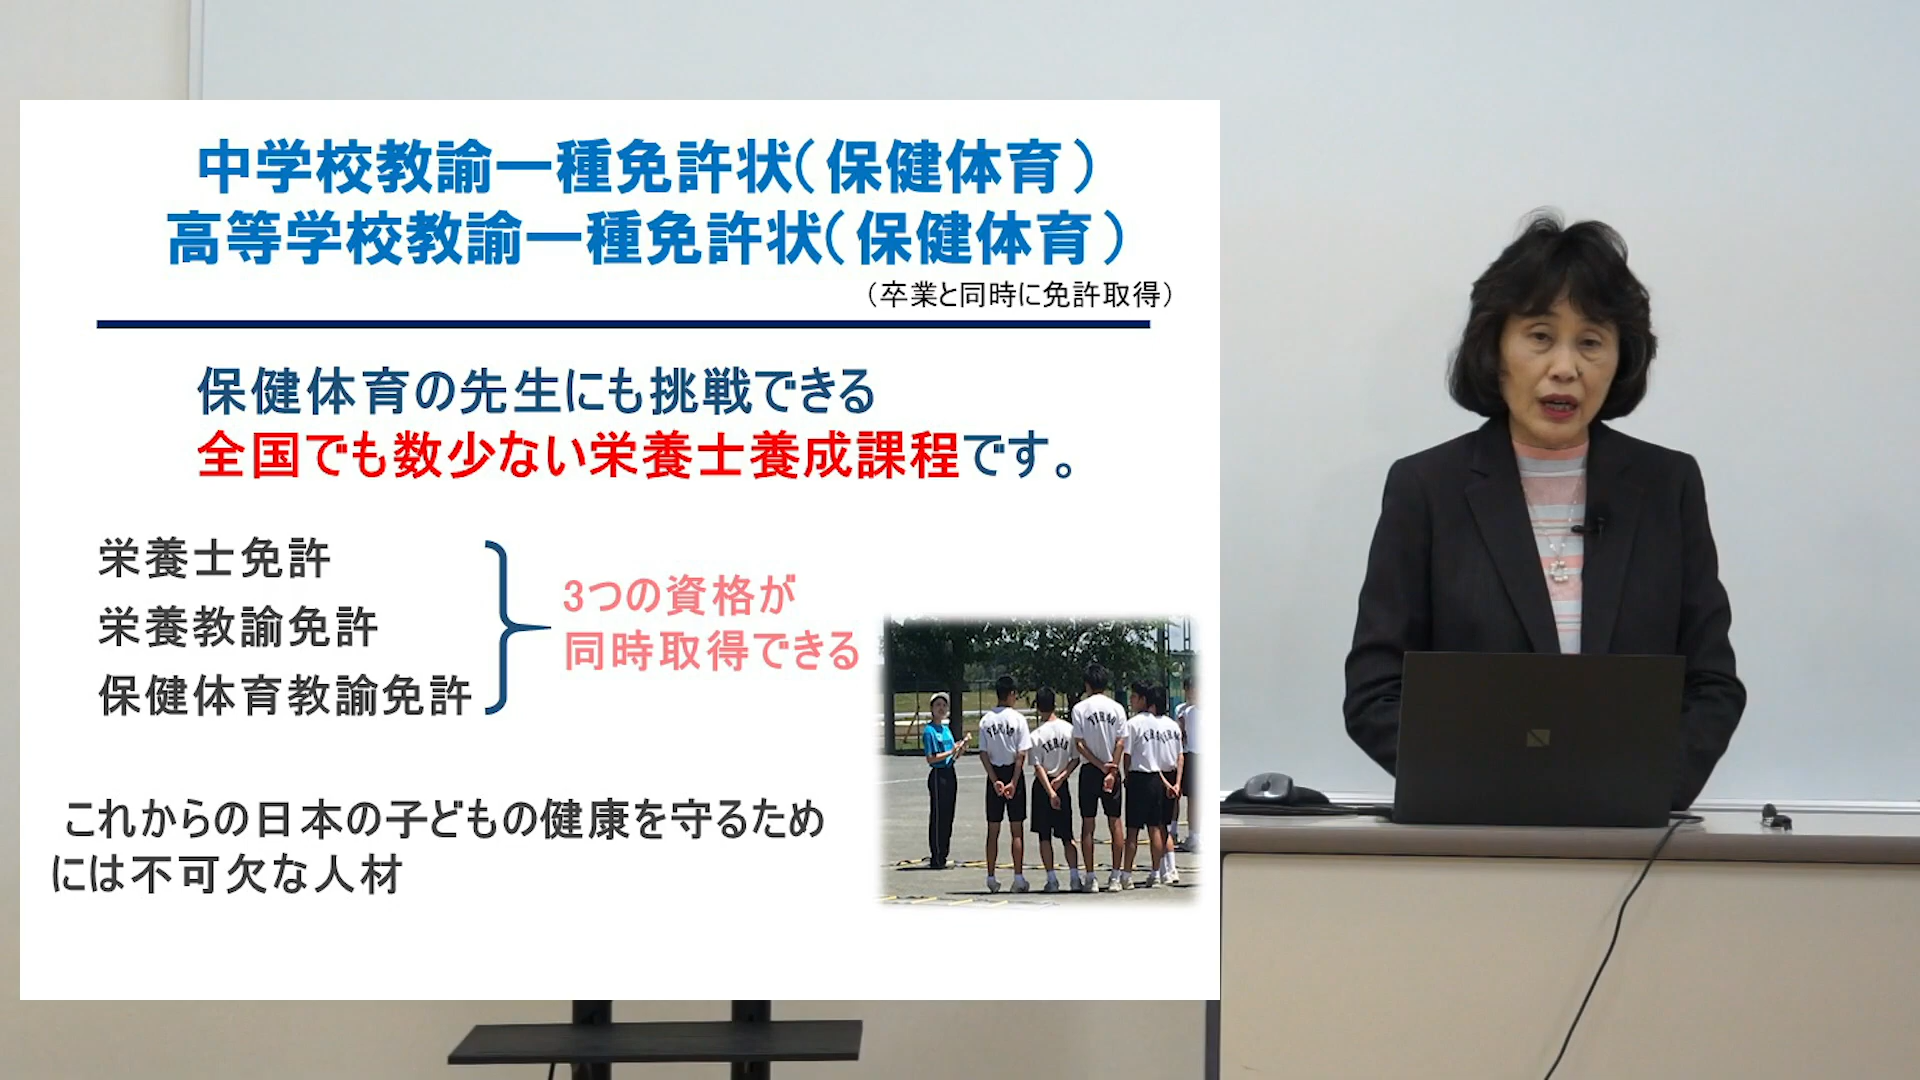 中学校教諭一種免許状（保健体育）
高等学校教諭一種免許状（保健体育）
（卒業と同時に免許取得）
保健体育の先生にも挑戦できる
全国でも数少ない栄養士養成課程です。
栄養士免許
栄養教諭免許
保健体育教諭免許
3つの資格が
同時取得できる
これからの日本の子どもの健康を守るため
には不可欠な人材